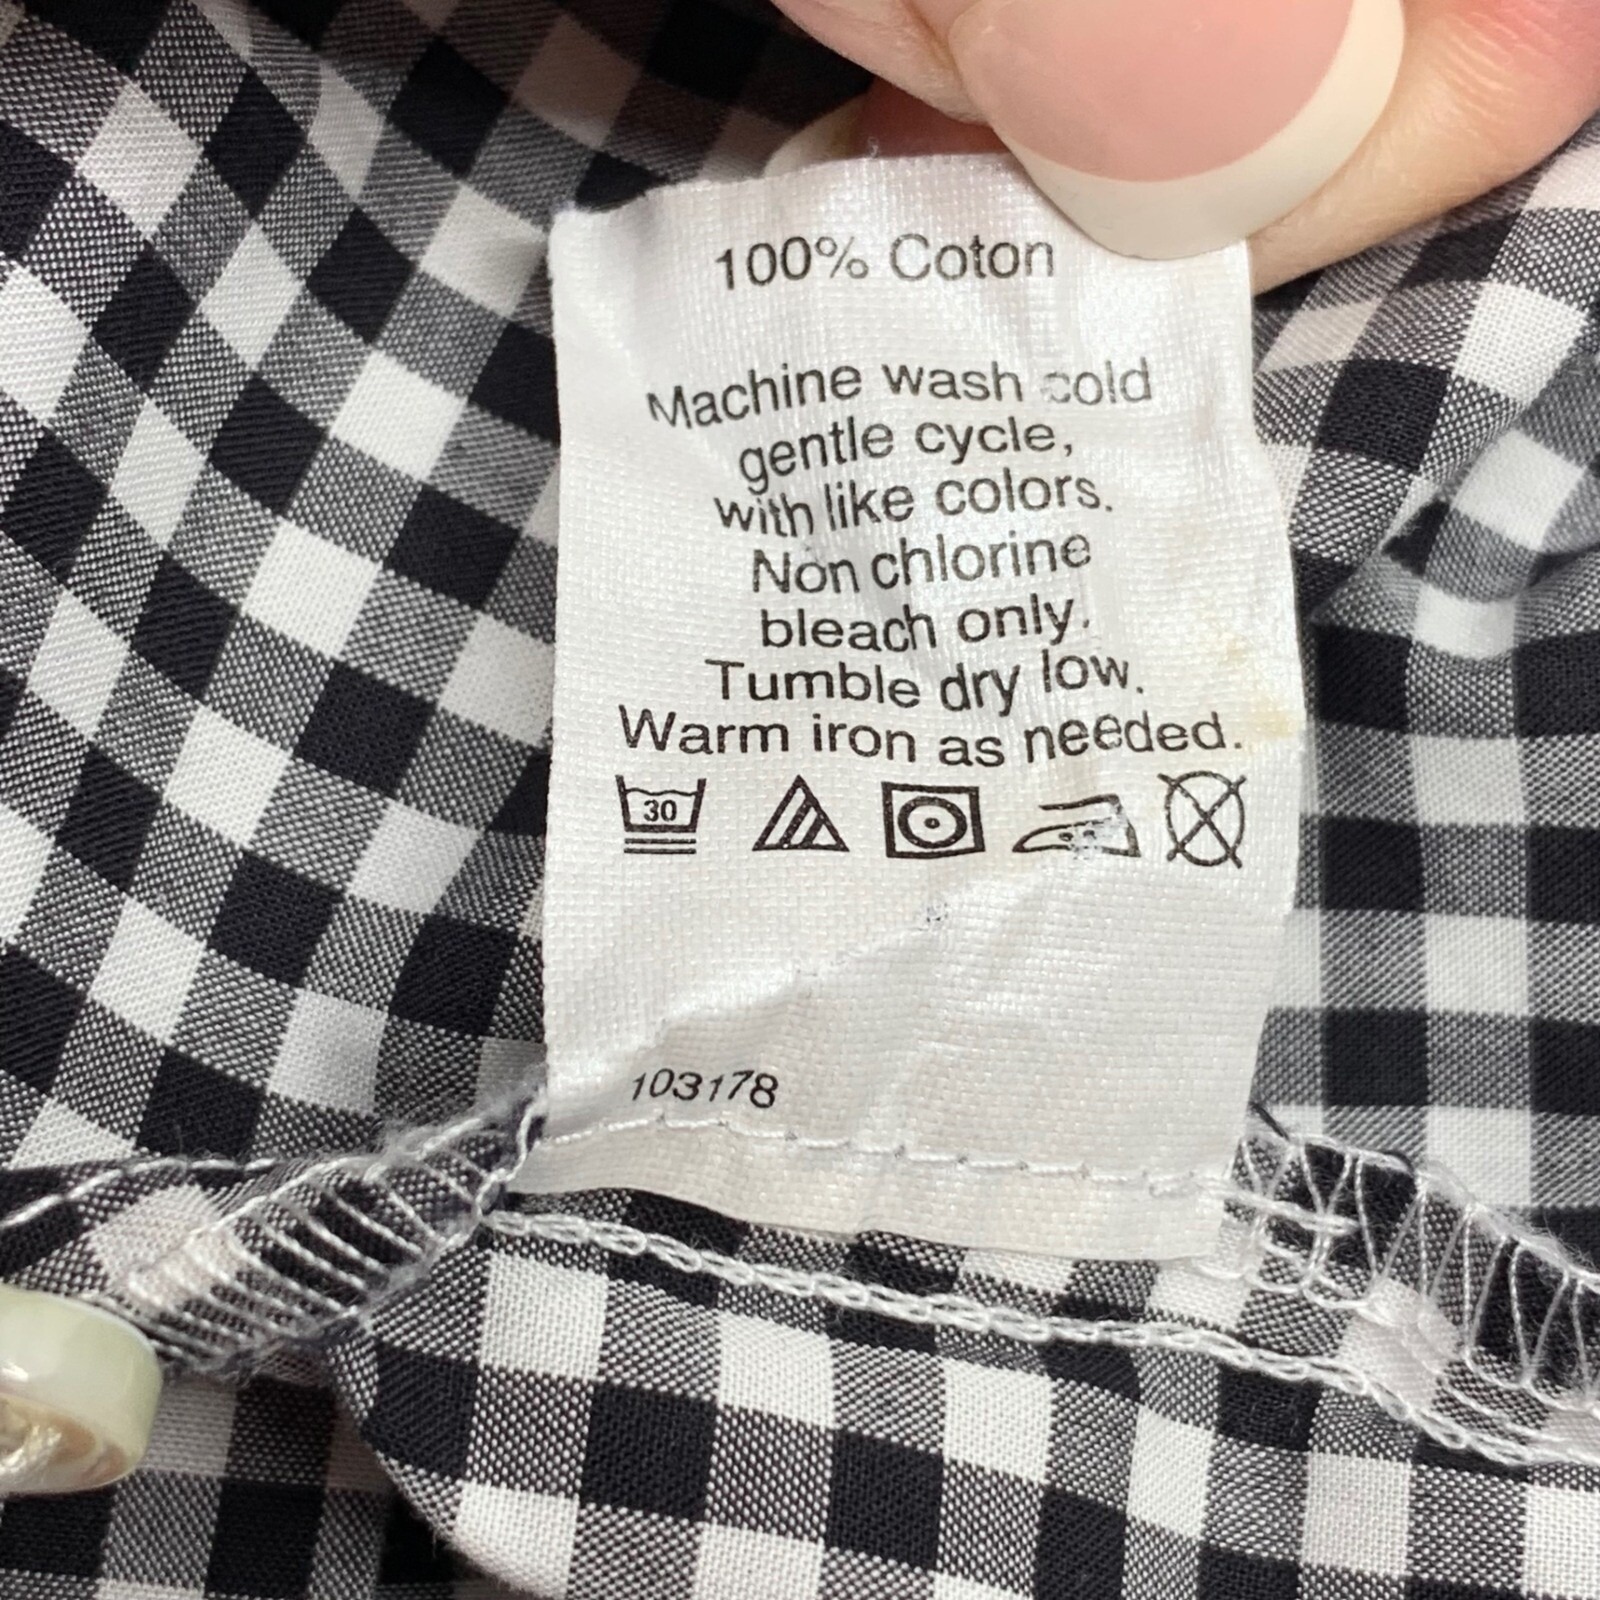 100% Coton
Machine wash cold
gentle cycle,
with like colors.
Non chlorine
bleach only.
Tumble dry low.
Warm iron as needed.
30
103178